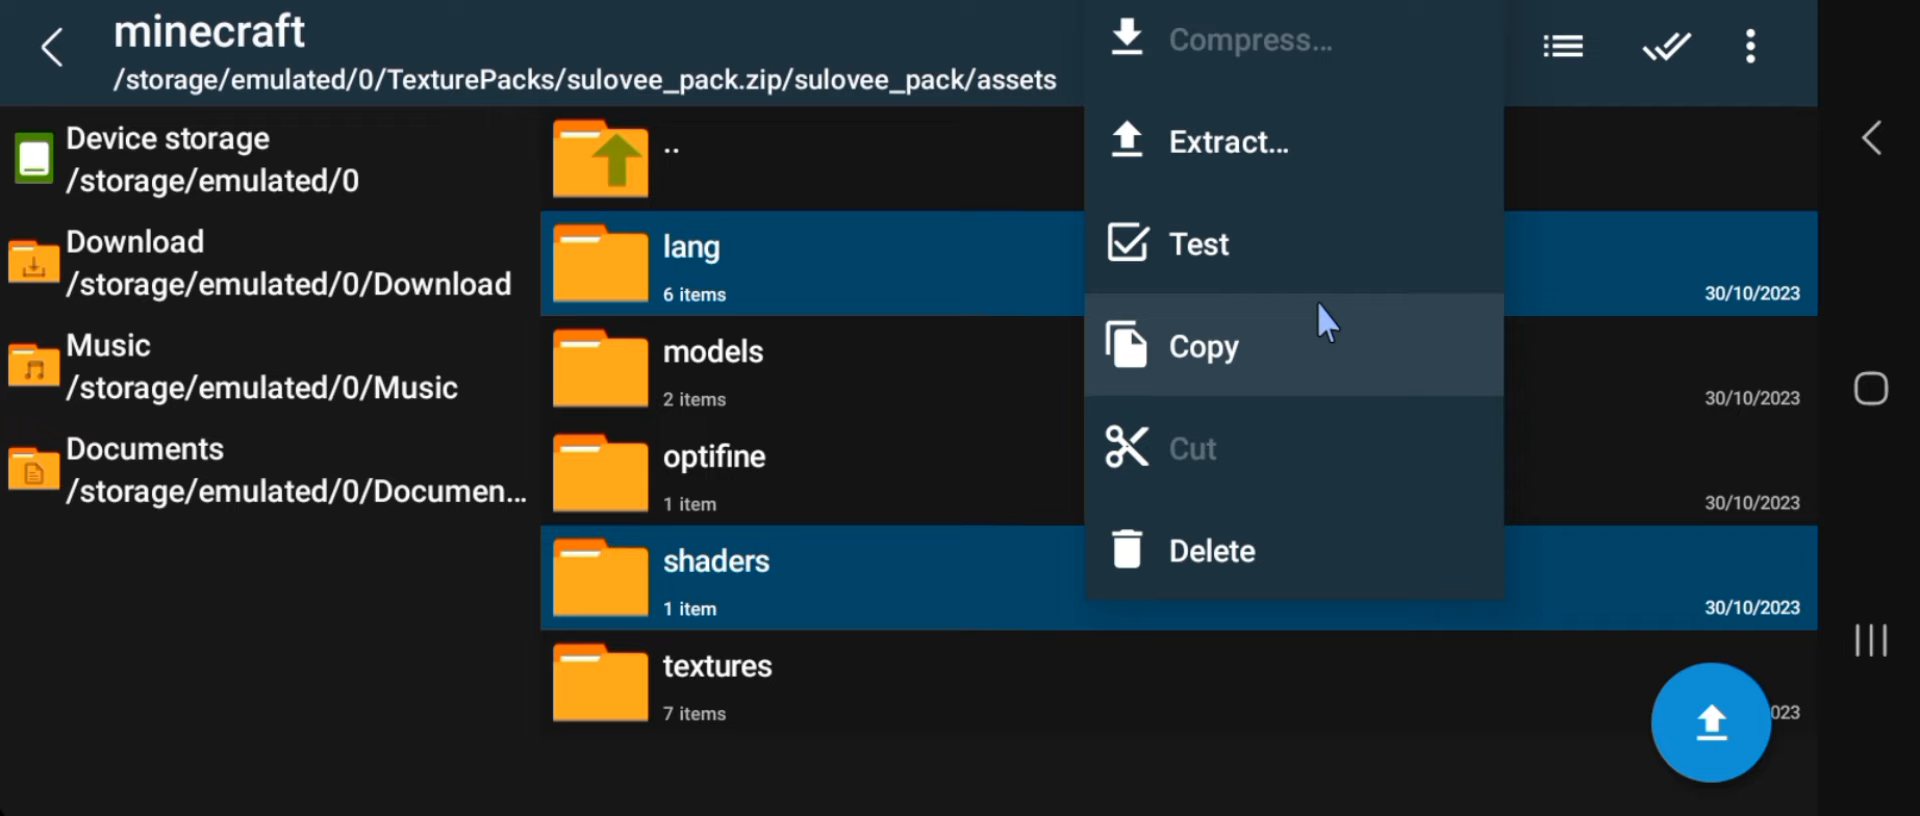 minecraft
/storage/emulated/0/TexturePacks/sulovee_pack.zip/sulovee_pack/assets
Device storage
/storage/emulated/0
Download
/storage/emulated/0/Download
Music
/storage/emulated/0/Music
Documents
/storage/emulated/0/Documen...
..
lang
6 items
30/10/2023
models
2 items
30/10/2023
optifine
1 item
30/10/2023
shaders
1 item
30/10/2023
textures
7 items
023
Compress...
Extract...
Test
Copy
Cut
Delete